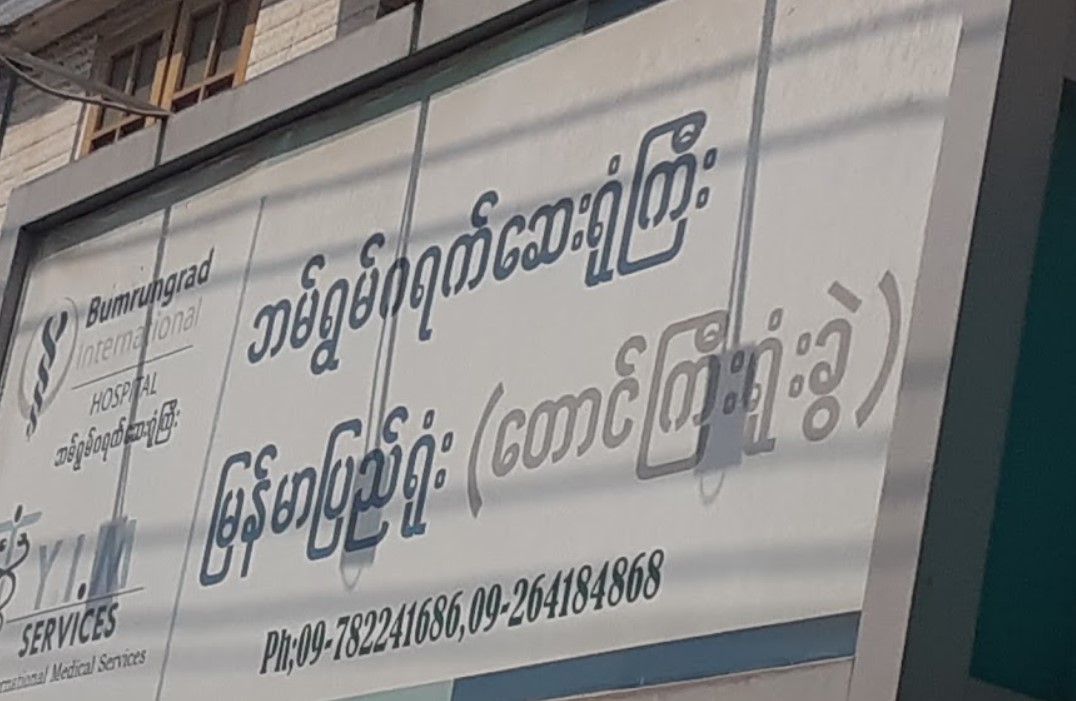 Bumrungrad
International
HOSPITAL
ဘမ်ရွမ်ဂရက်ဆေးရုံကြီး
Y.I.M
SERVICES
Medical Services
ဘမ်ရွမ်ဂရက်ဆေးရုံကြီး
မြန်မာပြည်ရုံး (တောင်ကြီးရုံးခွဲ)
Ph;09-782241686,09-264184868